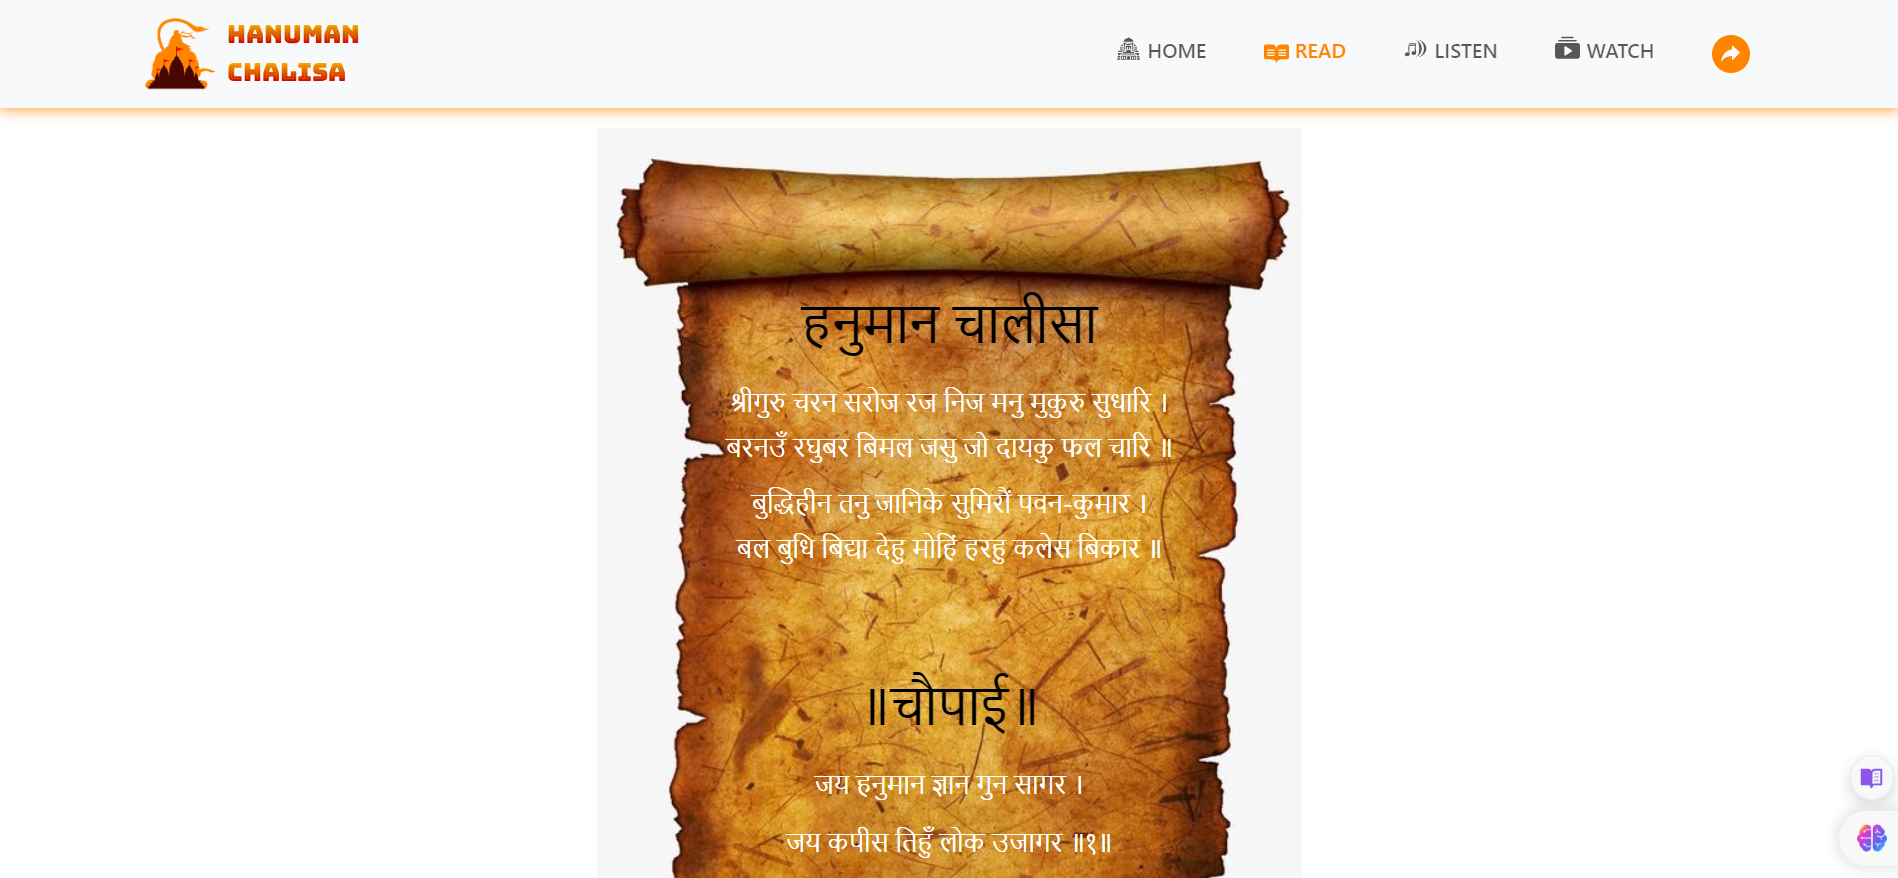 HANUMAN
CHALISA
HOME
READ
LISTEN
WATCH
हनुमान चालीसा
श्रीगुरु चरन सरोज रज निज मनु मुकुरु सुधारि ।
बरनउँ रघुबर बिमल जसु जो दायकु फल चारि ॥
बुद्धिहीन तनु जानिके सुमिरौं पवन-कुमार ।
बल बुधि बिद्या देहु मोहिं हरहु कलेस बिकार ॥
॥चौपाई॥
जय हनुमान ज्ञान गुन सागर ।
जय कपीस तिहुँ लोक उजागर ॥१॥